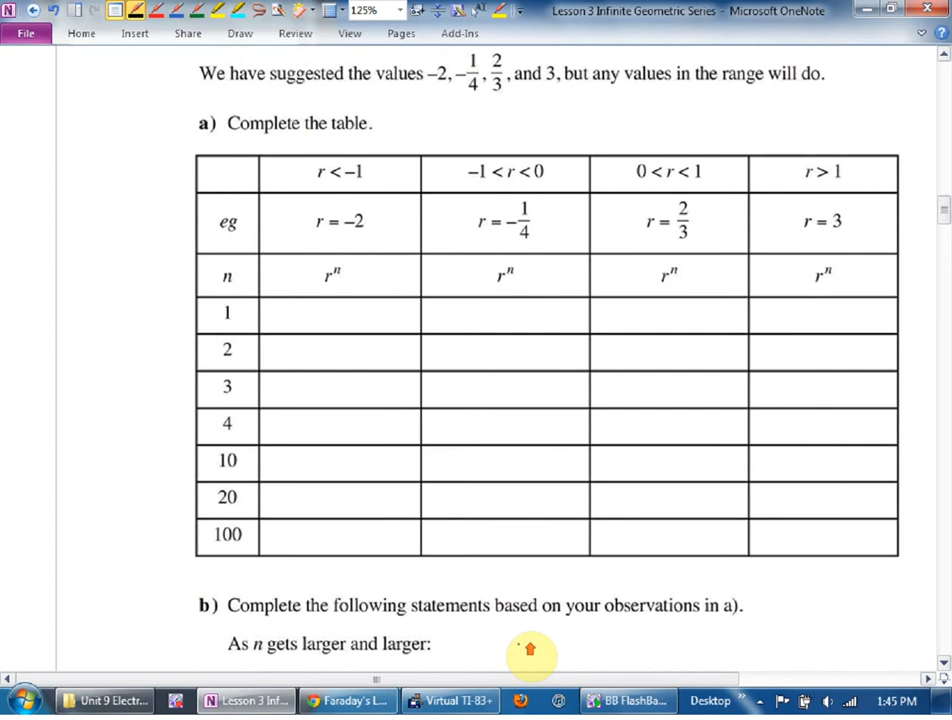 125%
Lesson 3 Infinite Geometric Series - Microsoft OneNote
File Home Insert Share Draw Review View Pages Add-Ins
We have suggested the values –2, –1/4, 2/3, and 3, but any values in the range will do.
a) Complete the table.
r < –1 –1 < r < 0 0 < r < 1 r > 1
eg r = –2 r = –1/4 r = 2/3 r = 3
n rⁿ rⁿ rⁿ rⁿ
1
2
3
4
10
20
100
b) Complete the following statements based on your observations in a).
As n gets larger and larger:
Unit 9 Electr... Lesson 3 Inf... Faraday's L... Virtual TI-83+ BB FlashBa... Desktop » 1:45 PM